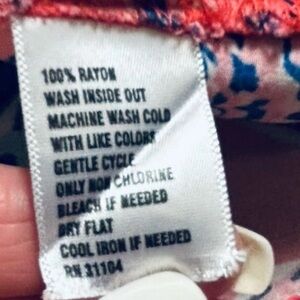 100% RAYON
WASH INSIDE OUT
MACHINE WASH COLD
WITH LIKE COLORS
GENTLE CYCLE
ONLY NON CHLORINE
BLEACH IF NEEDED
DRY FLAT
COOL IRON IF NEEDED
RN 31104